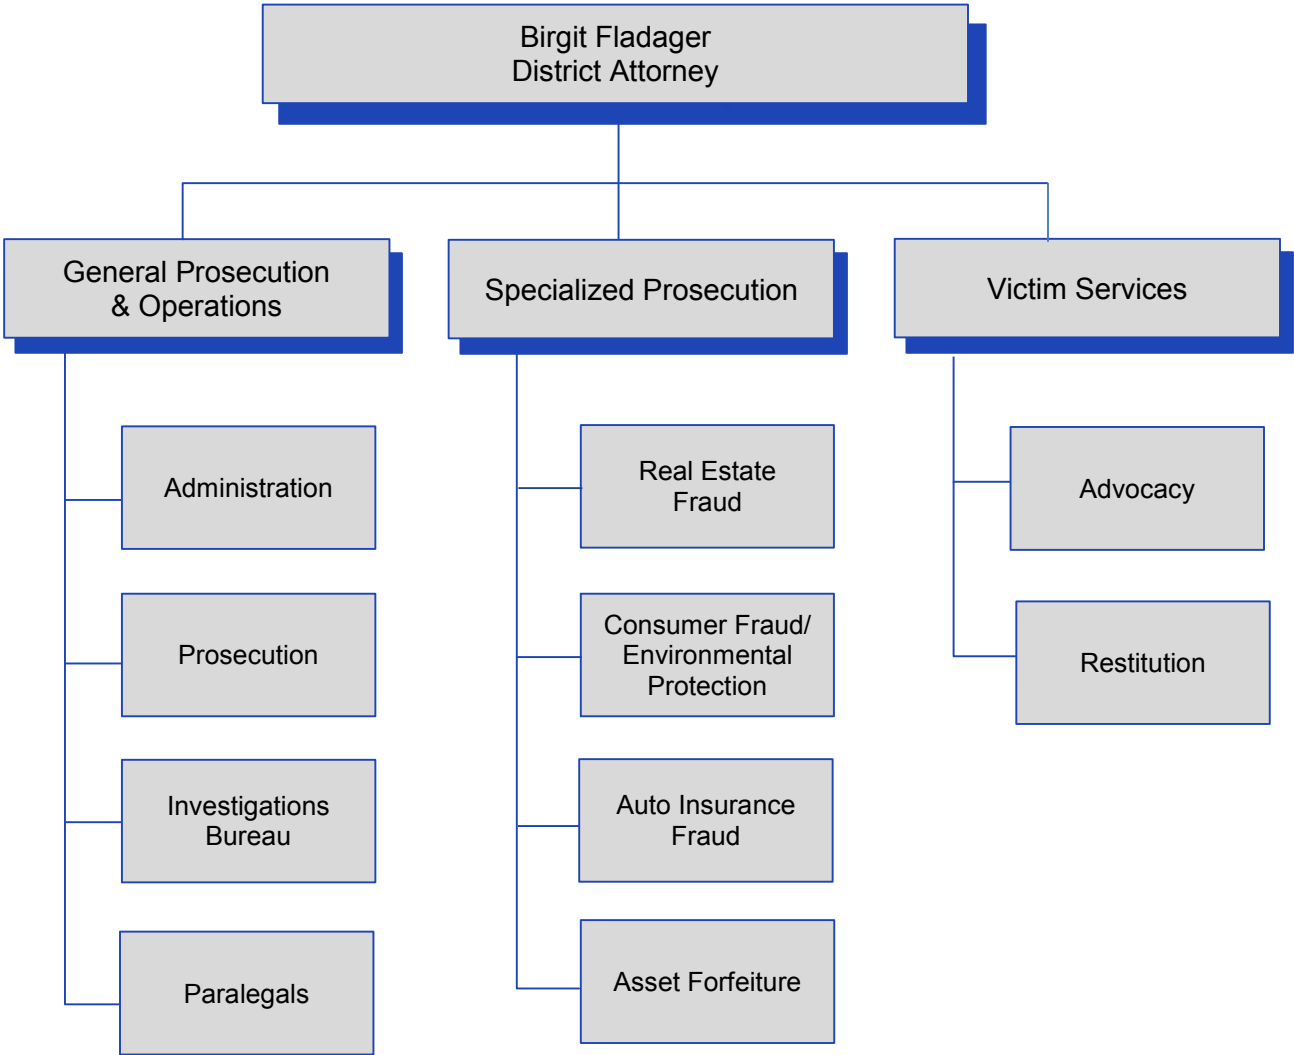 Birgit Fladager
District Attorney
General Prosecution
& Operations
Specialized Prosecution
Victim Services
Administration
Prosecution
Investigations
Bureau
Paralegals
Real Estate
Fraud
Consumer Fraud/
Environmental
Protection
Auto Insurance
Fraud
Asset Forfeiture
Advocacy
Restitution